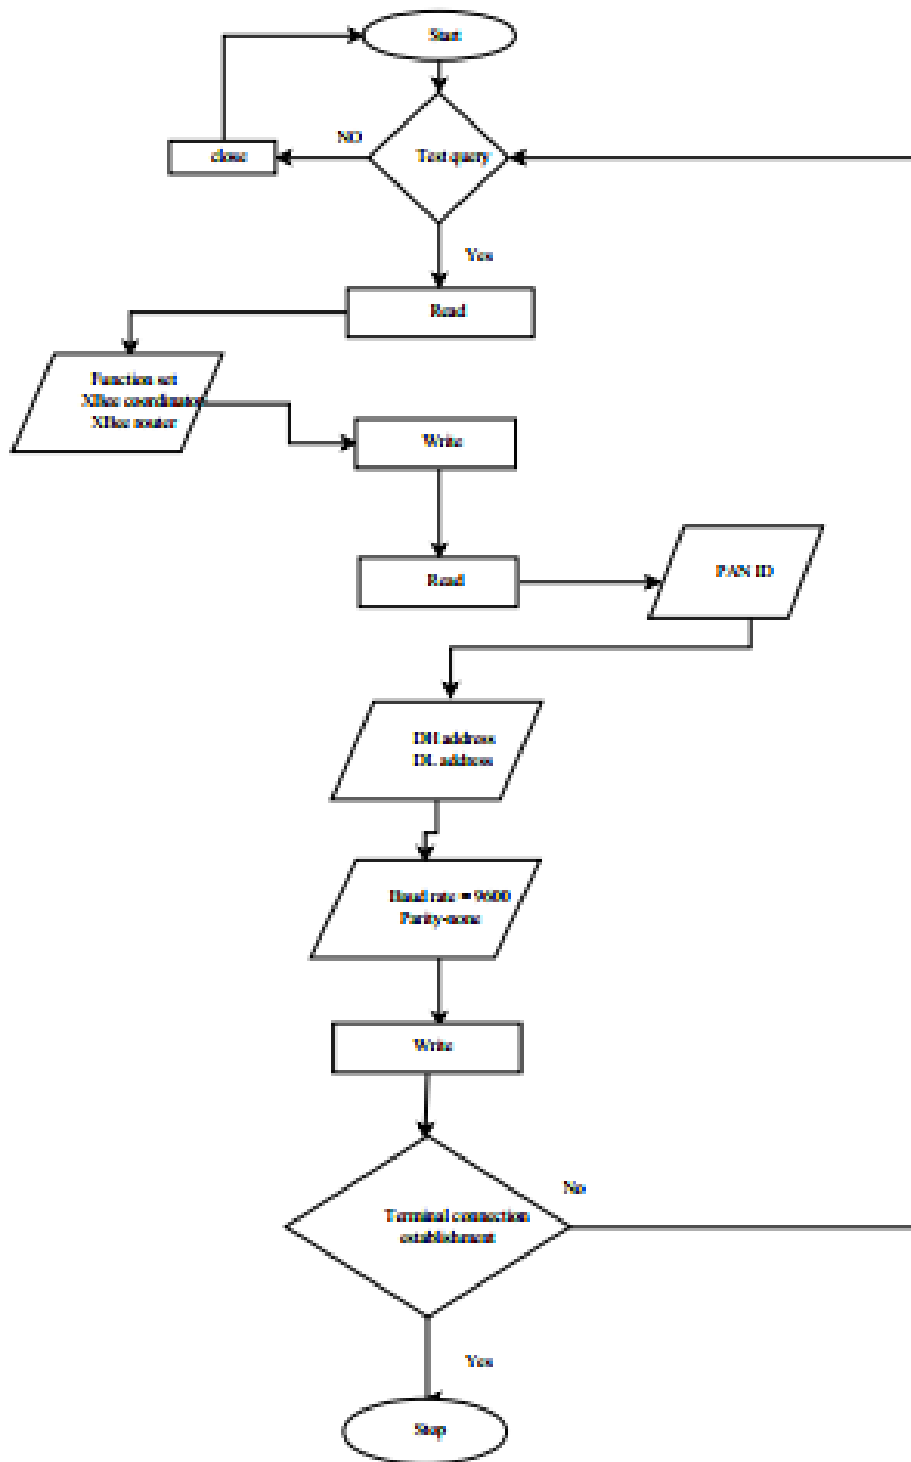 Start
NO
close
Test query
Yes
Read
Function set
XBee coordinator
XBee router
Write
Read
PAN ID
DH address
DL address
Baud rate = 9600
Parity-none
Write
No
Terminal connection
establishment
Yes
Stop